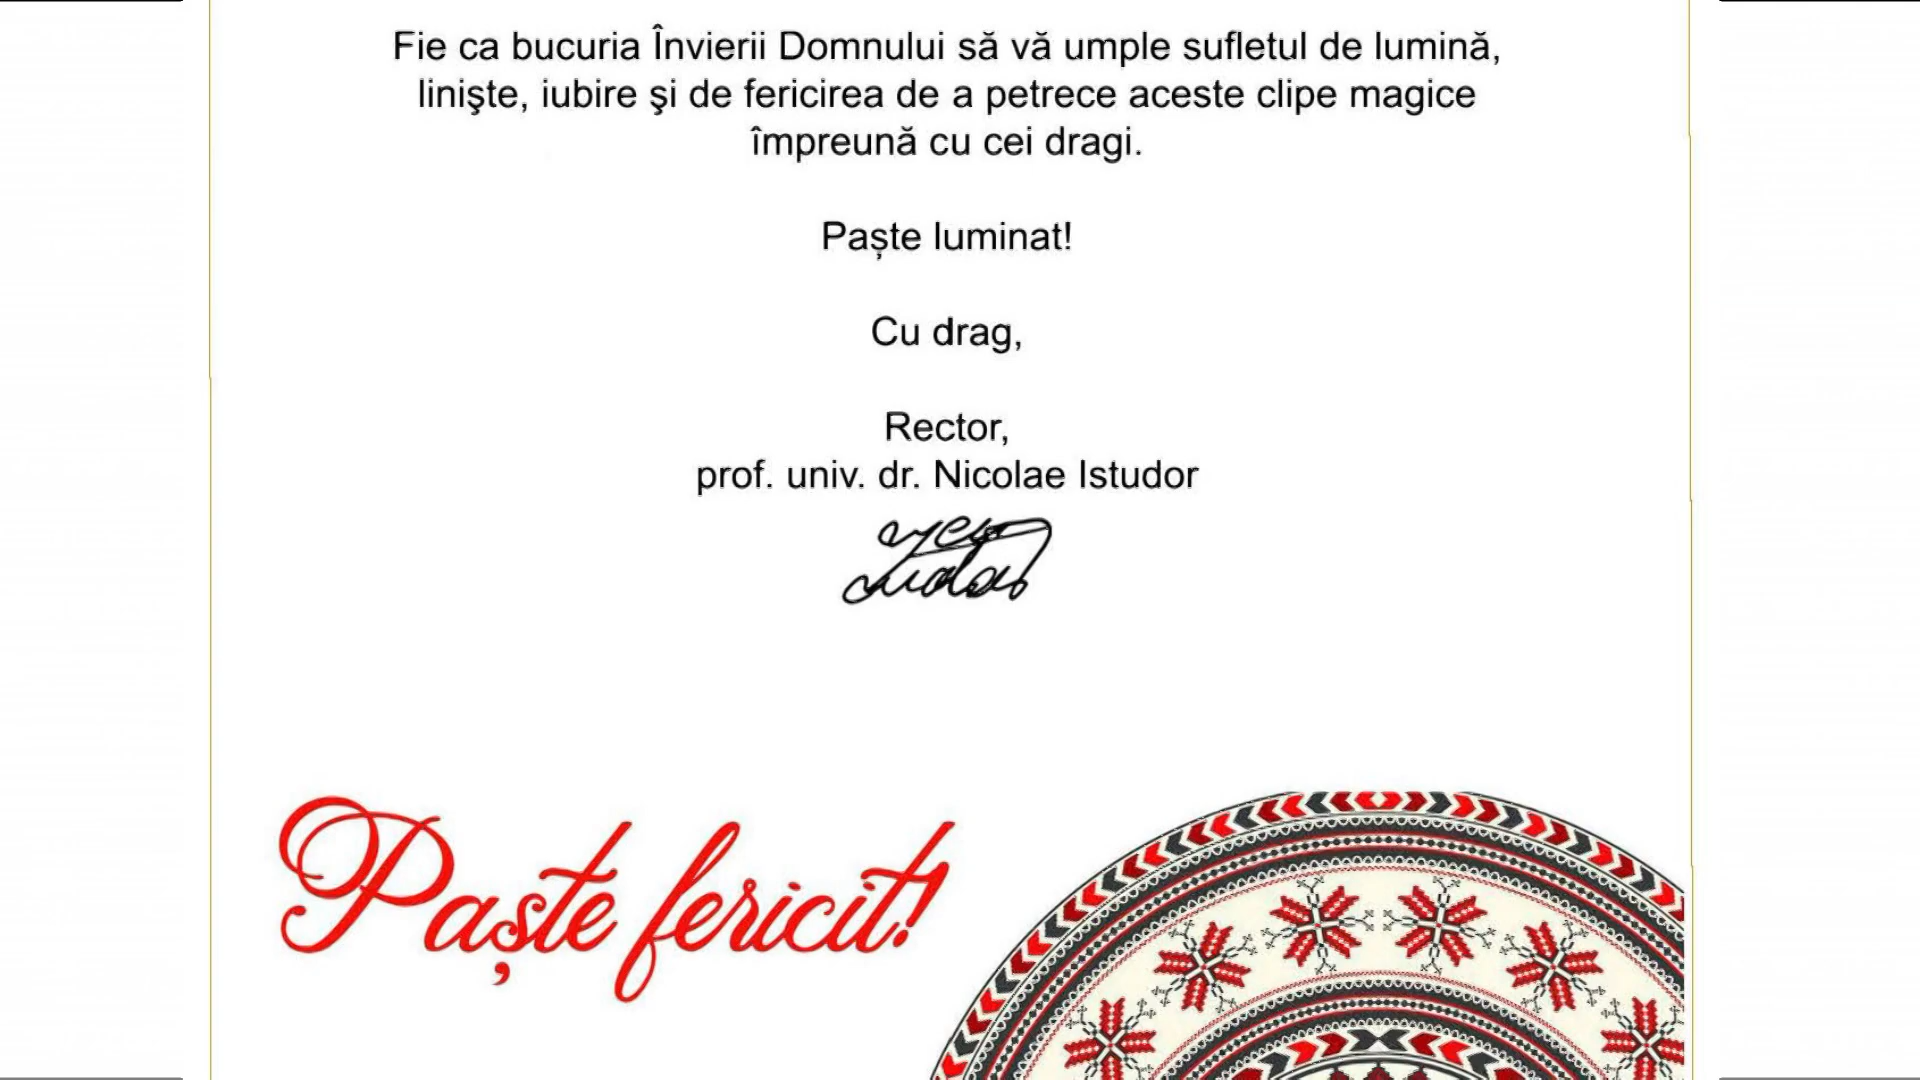 Fie ca bucuria Învierii Domnului să vă umple sufletul de lumină,
linişte, iubire şi de fericirea de a petrece aceste clipe magice
împreună cu cei dragi.
Paște luminat!
Cu drag,
Rector,
prof. univ. dr. Nicolae Istudor
Paște fericit!